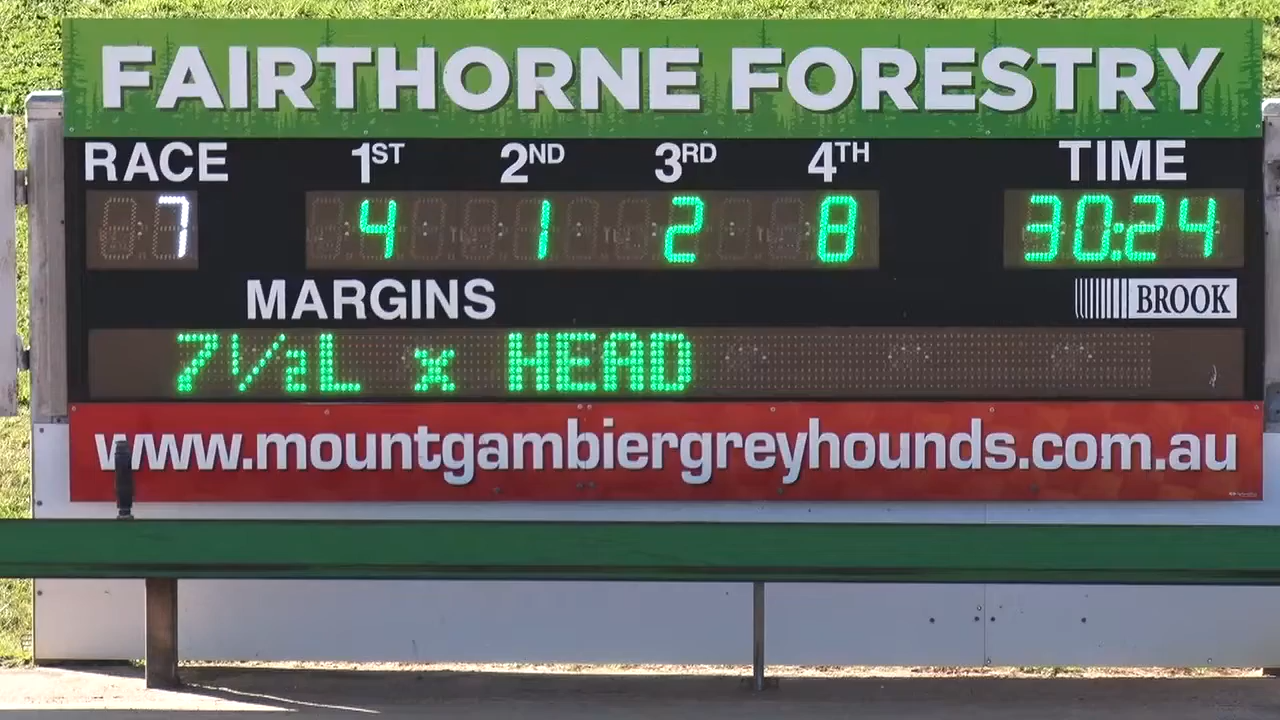 FAIRTHORNE FORESTRY
RACE 1ST 2ND 3RD 4TH TIME
7 4 1 2 8 30:24
MARGINS
BROOK
7½L x HEAD
www.mountgambiergreyhounds.com.au